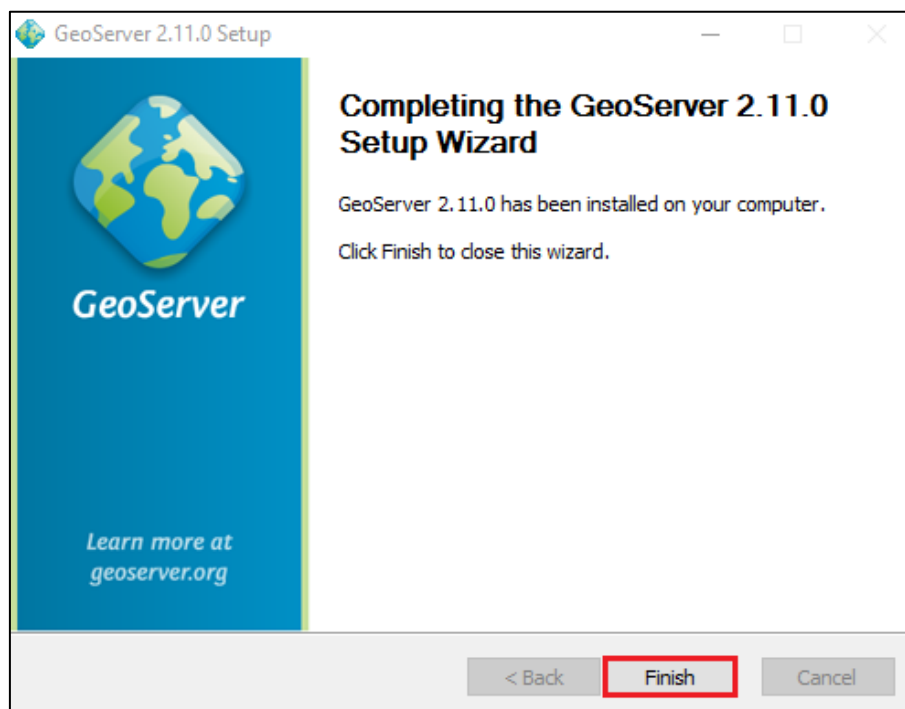 GeoServer 2.11.0 Setup
Completing the GeoServer 2.11.0
Setup Wizard
GeoServer 2.11.0 has been installed on your computer.
Click Finish to close this wizard.
GeoServer
Learn more at
geoserver.org
< Back Finish Cancel